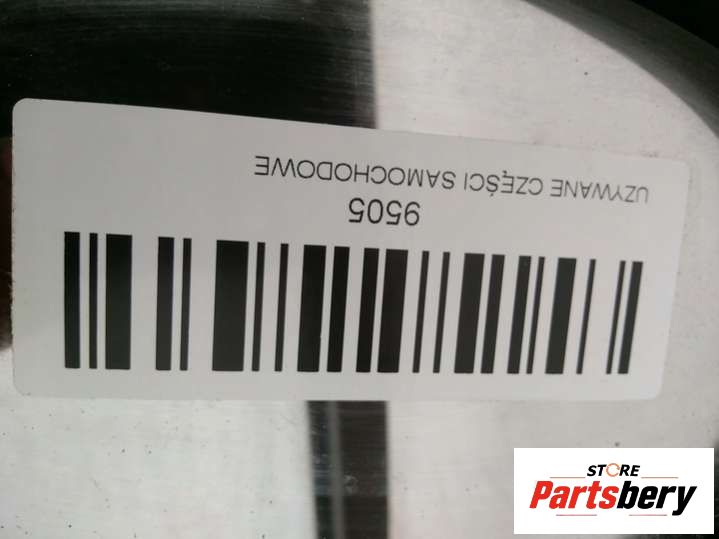 UZYWANE CZĘŚCI SAMOCHODOWE
9505
STORE
Partsbery